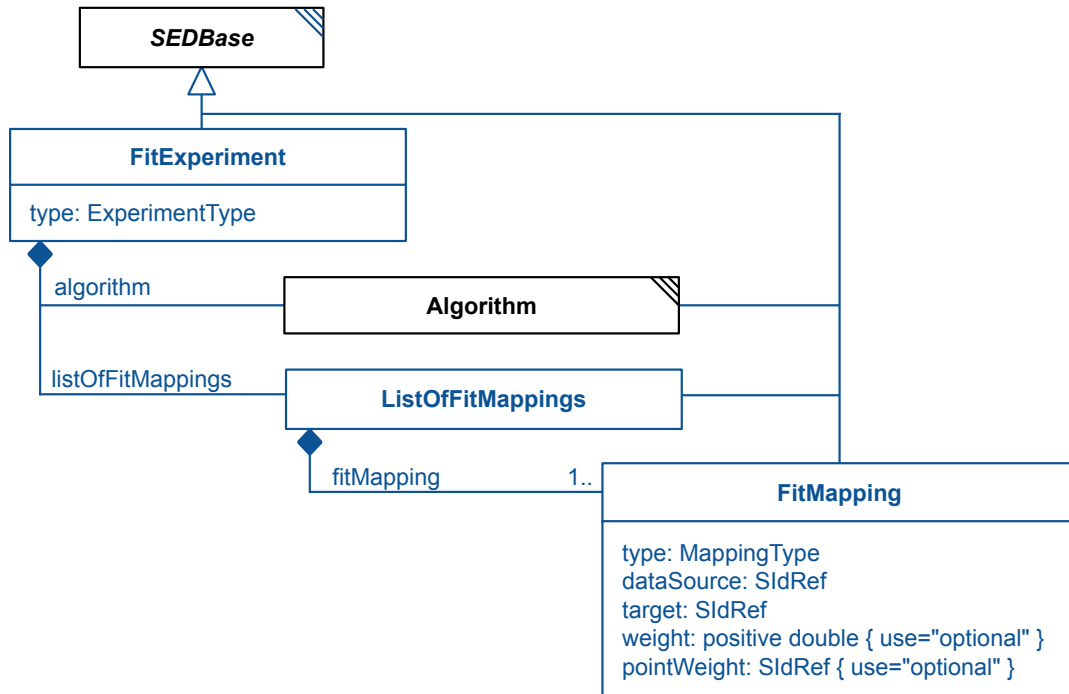 SEDBase
FitExperiment
type: ExperimentType
algorithm
Algorithm
listOfFitMappings
ListOfFitMappings
fitMapping
1..
FitMapping
type: MappingType
dataSource: SIdRef
target: SIdRef
weight: positive double { use="optional" }
pointWeight: SIdRef { use="optional" }